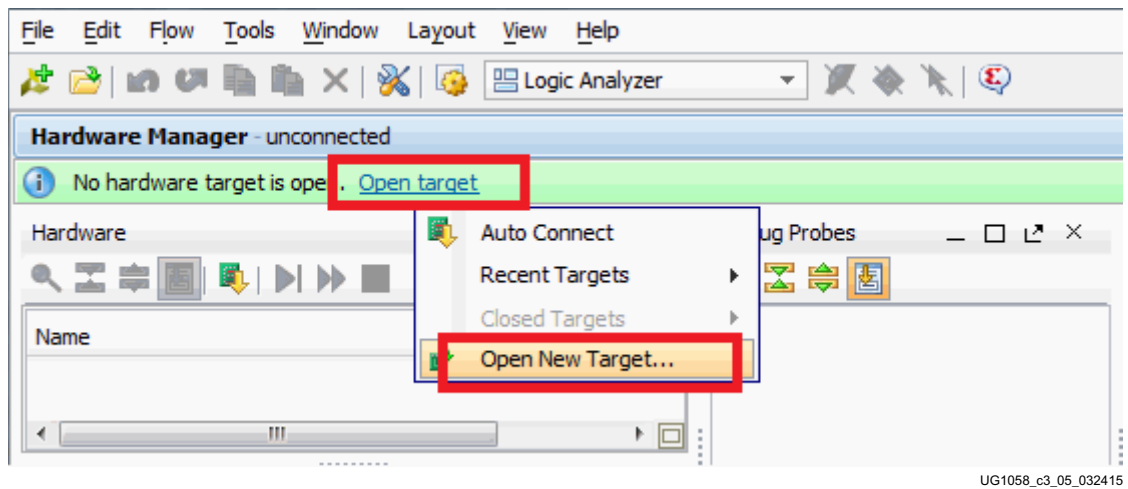 File Edit Flow Tools Window Layout View Help
Logic Analyzer
Hardware Manager - unconnected
No hardware target is ope . Open target
Hardware
Auto Connect
ug Probes
Recent Targets
Closed Targets
Name
Open New Target...
UG1058_c3_05_032415